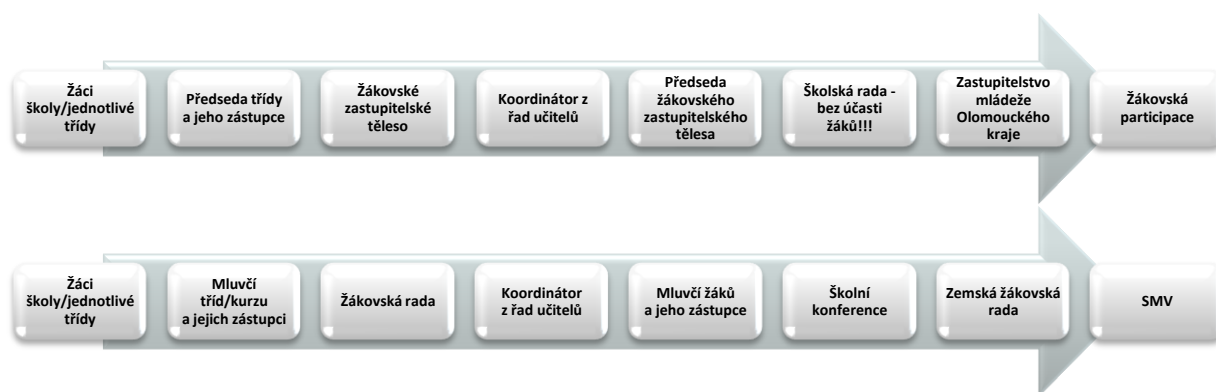 Žáci
školy/jednotlivé
třídy
Předseda třídy
a jeho zástupce
Žákovské
zastupitelské
těleso
Koordinátor z
řad učitelů
Předseda
žákovského
zastupitelského
tělesa
Školská rada -
bez účasti
žáků!!!
Zastupitelstvo
mládeže
Olomouckého
kraje
Žákovská
participace
Žáci
školy/jednotlivé
třídy
Mluvčí
tříd/kurzu
a jejich zástupci
Žákovská rada
Koordinátor
z řad učitelů
Mluvčí žáků
a jeho zástupce
Školní
konference
Zemská žákovská
rada
SMV